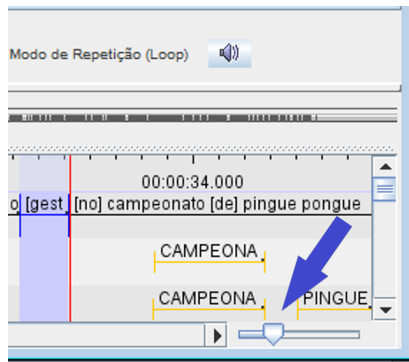 Modo de Repetição (Loop)
00:00:34.000
o [gest [no] campeonato [de] pingue pongue
CAMPEONA
CAMPEONA PINGUE